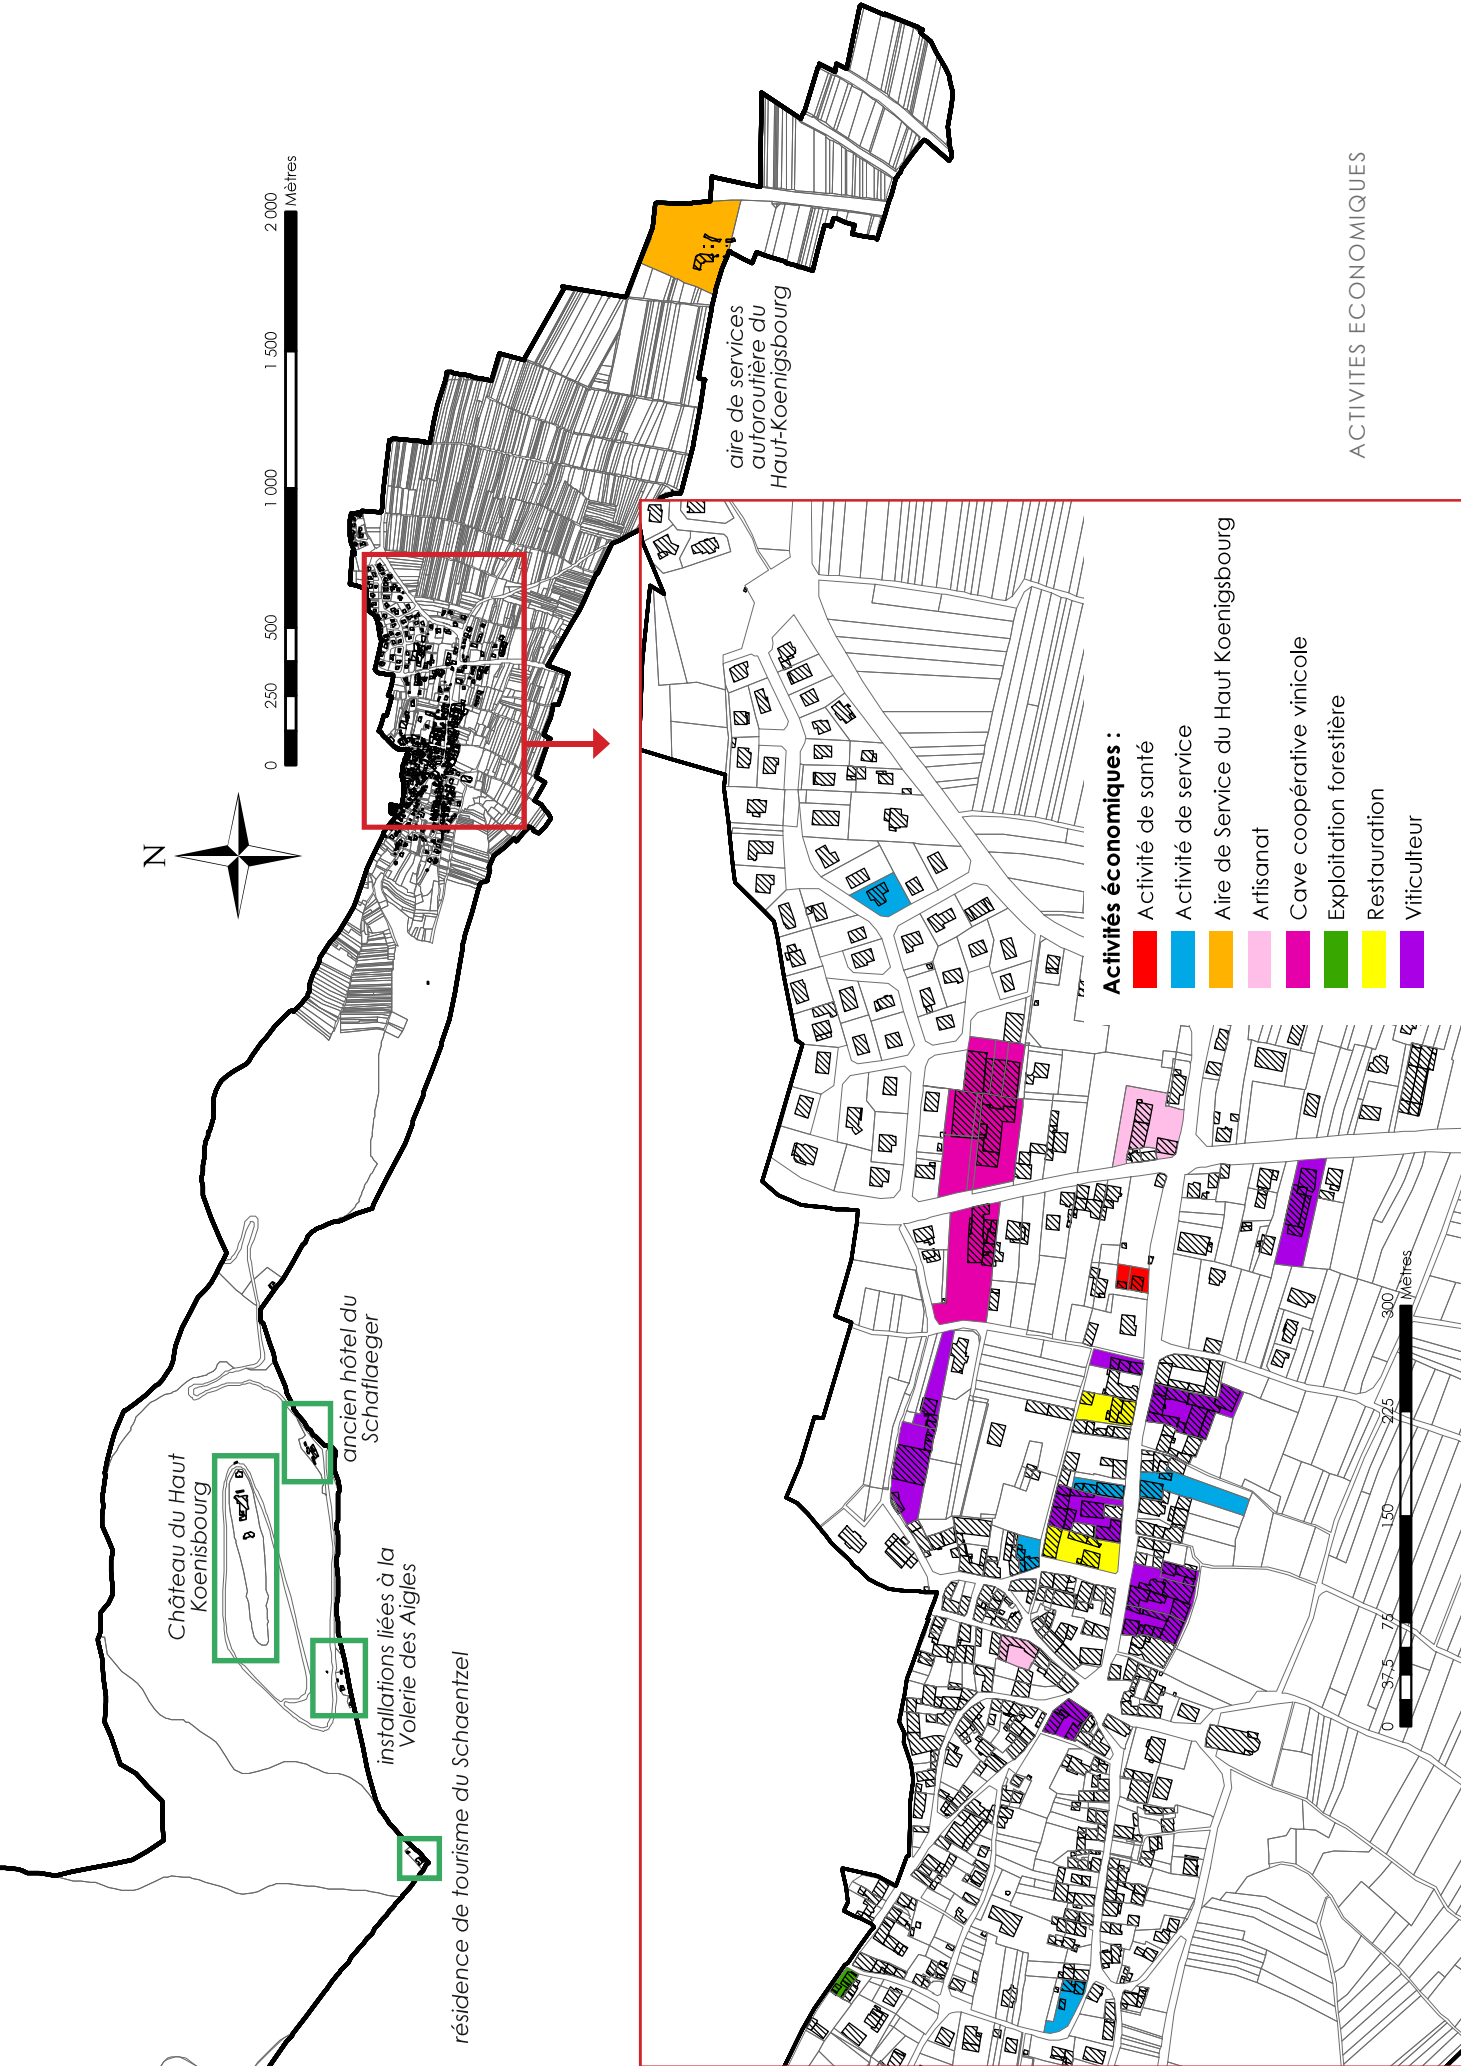 N
0
250
500
1 000
1 500
2 000
Mètres
Château du Haut
Koenisbourg
ancien hôtel du
Schaflaeger
installations liées à la
Volerie des Aigles
résidence de tourisme du Schaentzel
aire de services
autoroutière du
Haut-Koenigsbourg
Activités économiques :
Activité de santé
Activité de service
Aire de Service du Haut Koenigsbourg
Artisanat
Cave coopérative vinicole
Exploitation forestière
Restauration
Viticulteur
0
37,5
75
150
225
300
Mètres
ACTIVITES ECONOMIQUES